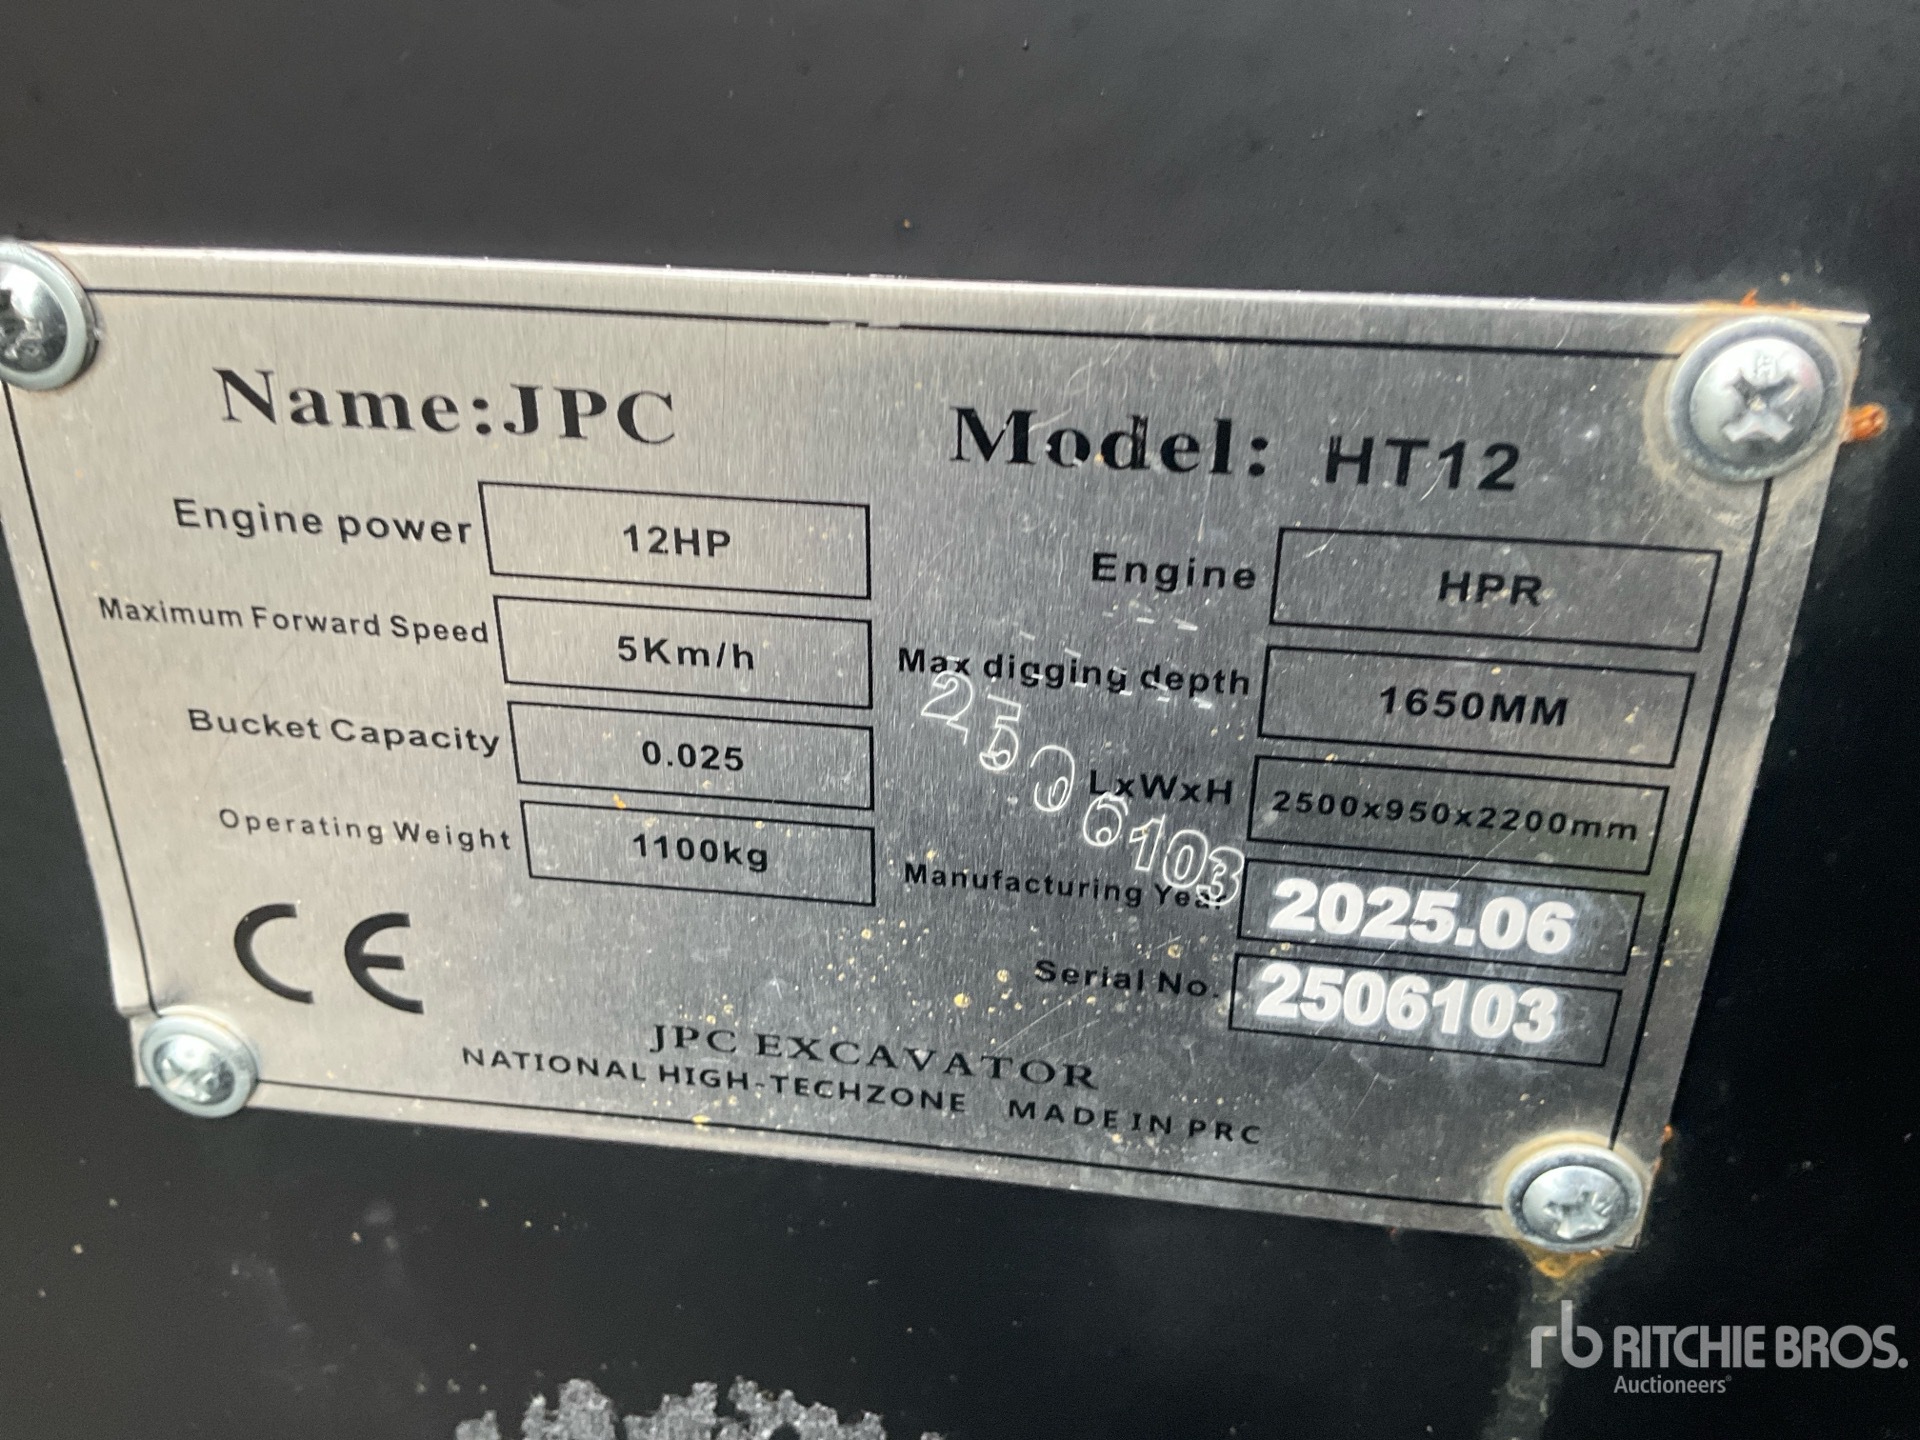 Name:JPC
Model: HT12
Engine power 12HP
Engine HPR
Maximum Forward Speed 5Km/h
Max digging depth 1650MM
Bucket Capacity 0.025
LxWxH 2500x950x2200mm
Operating Weight 1100kg
2506103
Manufacturing Year 2025.06
Serial No. 2506103
CE
JPC EXCAVATOR
NATIONAL HIGH-TECHZONE MADE IN PRC
rb RITCHIE BROS.
Auctioneers